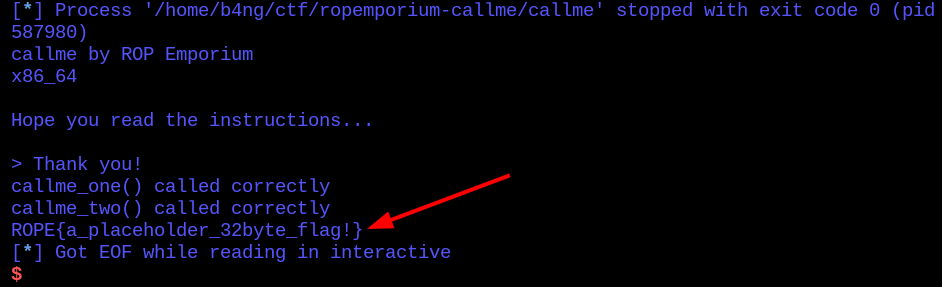 [*] Process '/home/b4ng/ctf/ropemporium-callme/callme' stopped with exit code 0 (pid
587980)
callme by ROP Emporium
x86_64
Hope you read the instructions...
> Thank you!
callme_one() called correctly
callme_two() called correctly
ROPE{a_placeholder_32byte_flag!}
[*] Got EOF while reading in interactive
$